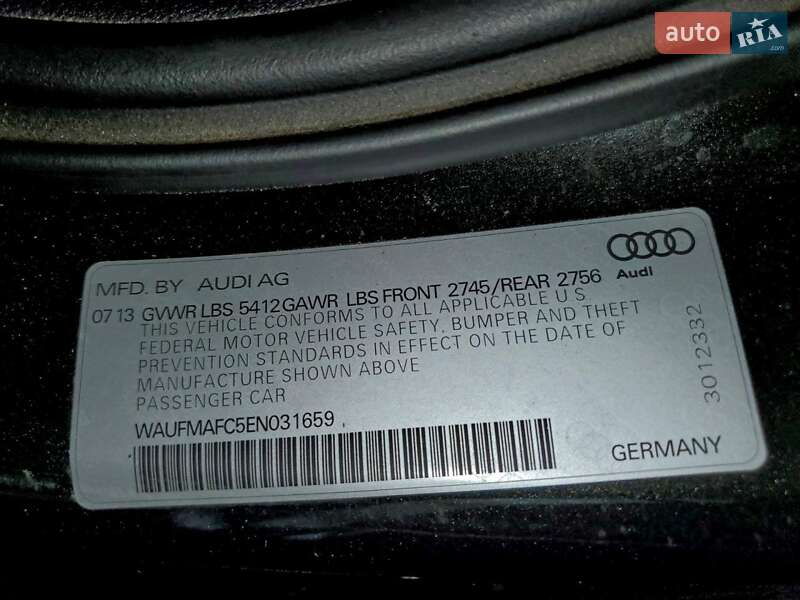 auto RIA .com
Audi
MFD. BY AUDI AG
07 13 GVWR LBS 5412 GAWR LBS FRONT 2745/REAR 2756
THIS VEHICLE CONFORMS TO ALL APPLICABLE U.S
FEDERAL MOTOR VEHICLE SAFETY, BUMPER AND THEFT
PREVENTION STANDARDS IN EFFECT ON THE DATE OF
MANUFACTURE SHOWN ABOVE
PASSENGER CAR
WAUFMAFC5EN031659
GERMANY
3012332